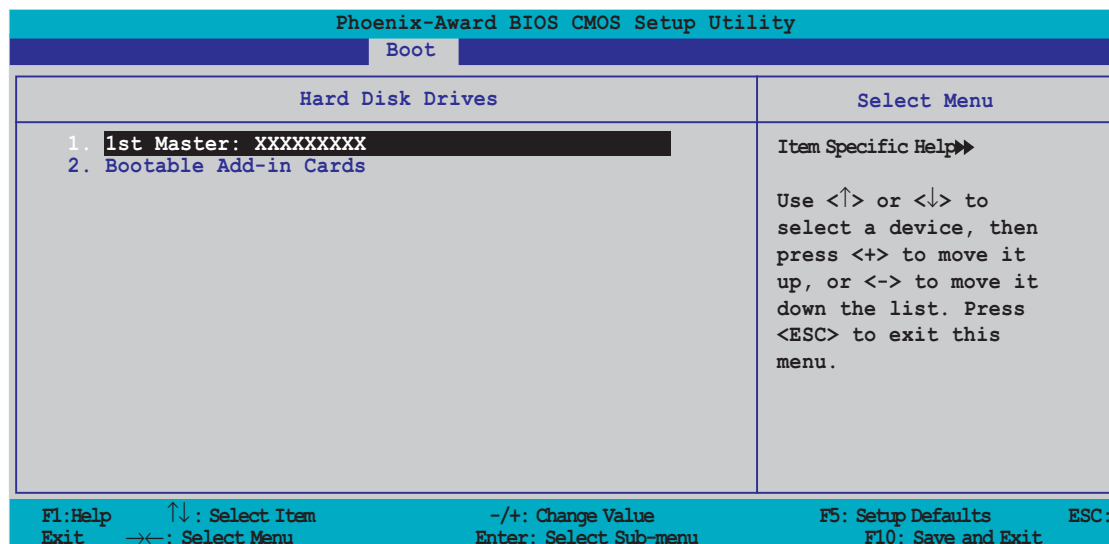 Phoenix-Award BIOS CMOS Setup Utility
Boot
Hard Disk Drives
Select Menu
1. 1st Master: XXXXXXXXX
2. Bootable Add-in Cards
Item Specific Help
Use <↑> or <↓> to
select a device, then
press <+> to move it
up, or <-> to move it
down the list. Press
<ESC> to exit this
menu.
F1:Help ↑↓: Select Item -/+: Change Value F5: Setup Defaults ESC:
Exit →←: Select Menu Enter: Select Sub-menu F10: Save and Exit